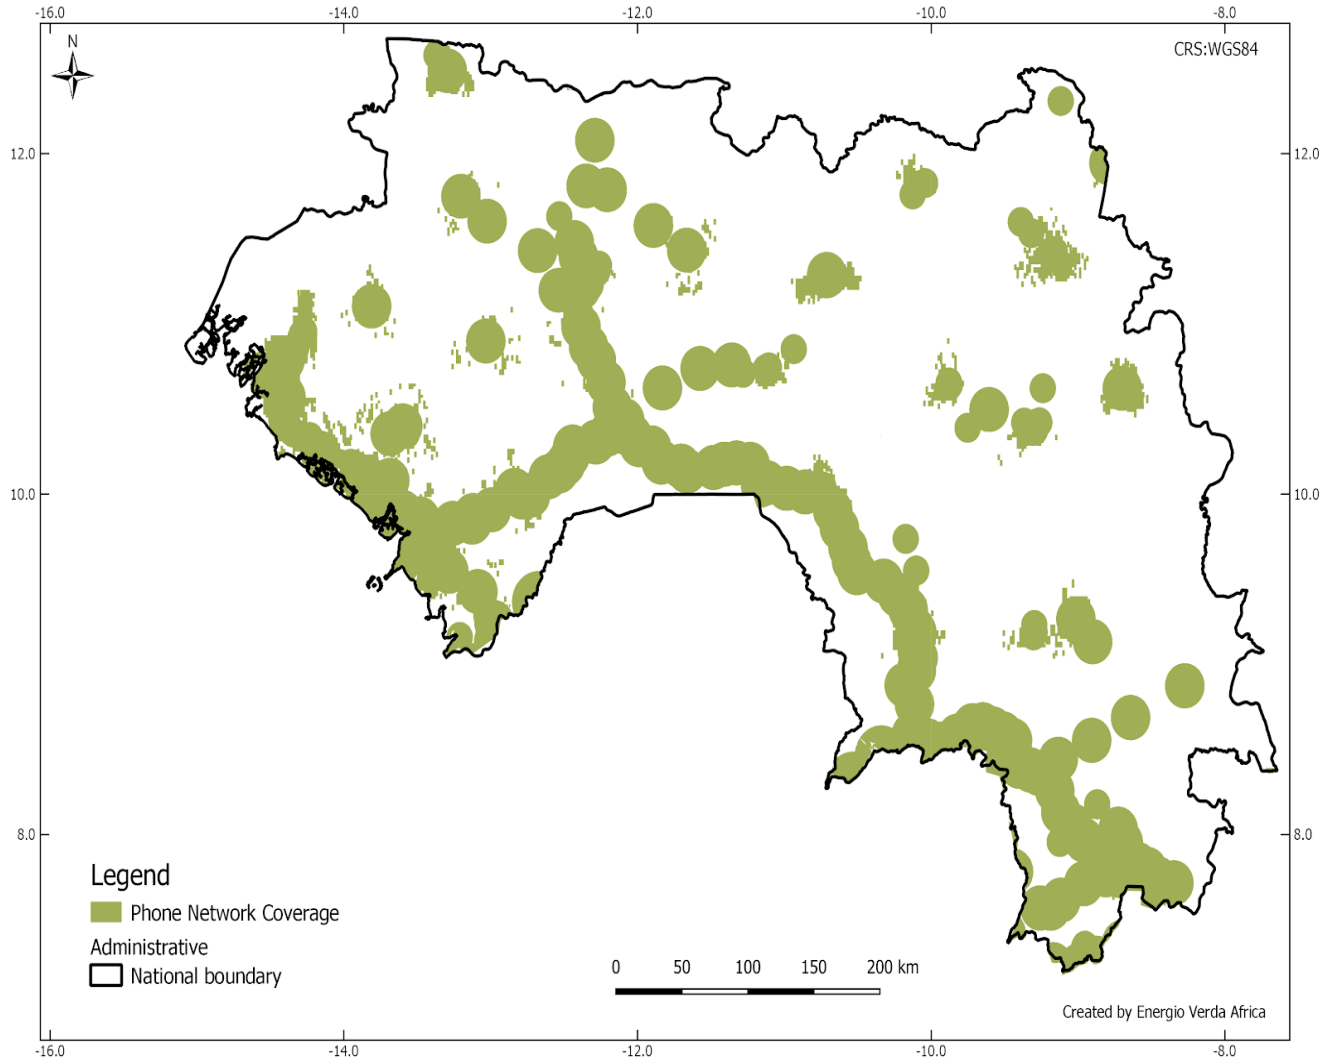 -16.0 -14.0 -12.0 -10.0 -8.0
N
CRS:WGS84
12.0 12.0
10.0 10.0
8.0 8.0
Legend
Phone Network Coverage
Administrative
National boundary
0 50 100 150 200 km
Created by Energio Verda Africa
-16.0 -14.0 -12.0 -10.0 -8.0